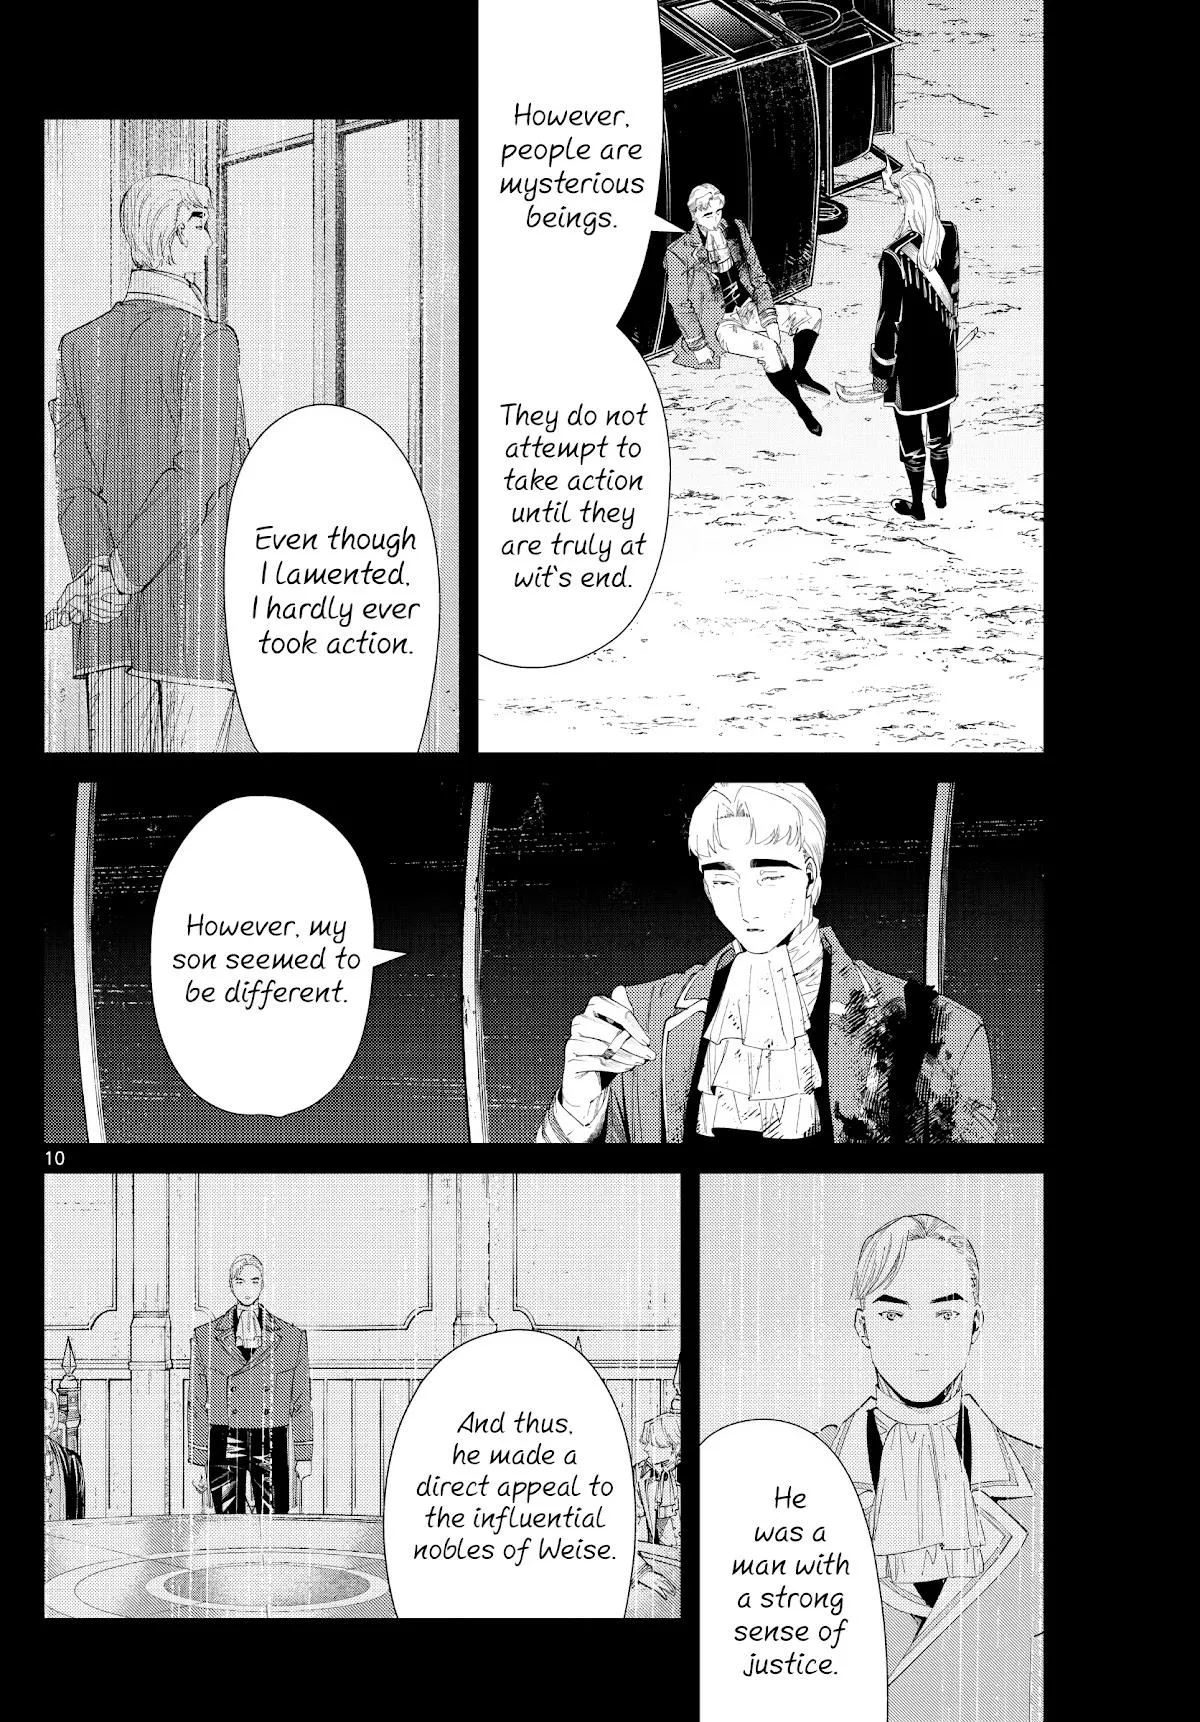 However,
people are
mysterious
beings.
They do not
attempt to
take action
until they
are truly at
wit's end.
Even though
I lamented,
I hardly ever
took action.
However, my
son seemed to
be different.
He
was a
man with
a strong
sense of
justice.
And thus,
he made a
direct appeal to
the influential
nobles of Weise.
10